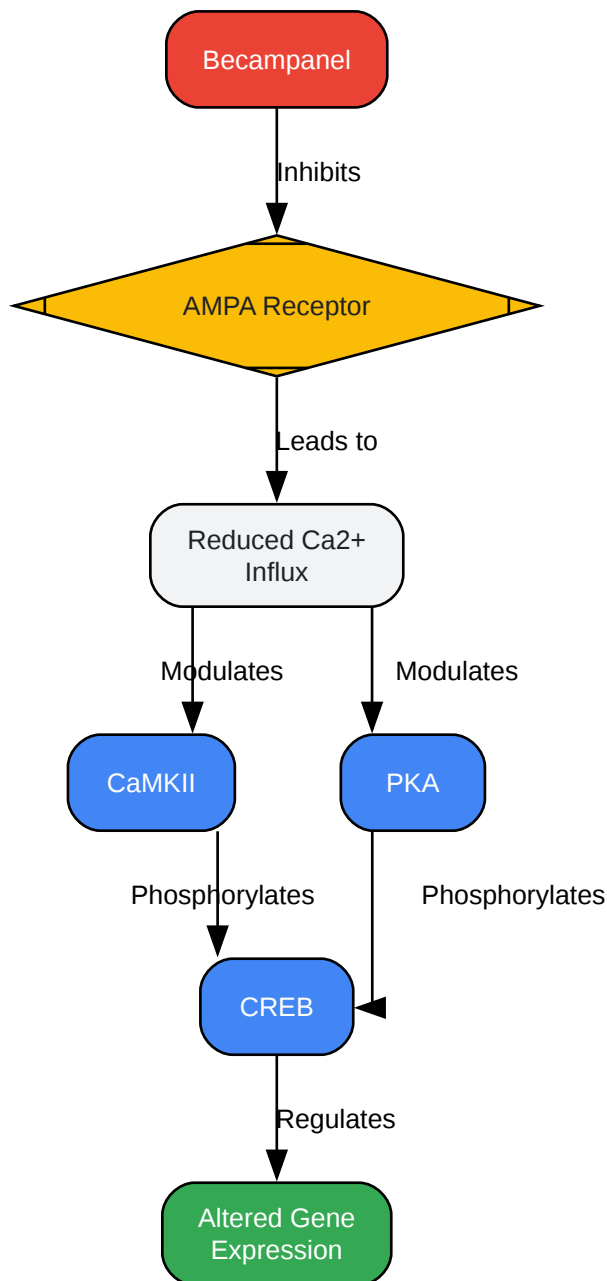 Becampanel
Inhibits
AMPA Receptor
Leads to
Reduced Ca2+
Influx
Modulates
Modulates
CaMKII
PKA
Phosphorylates
Phosphorylates
CREB
Regulates
Altered Gene
Expression